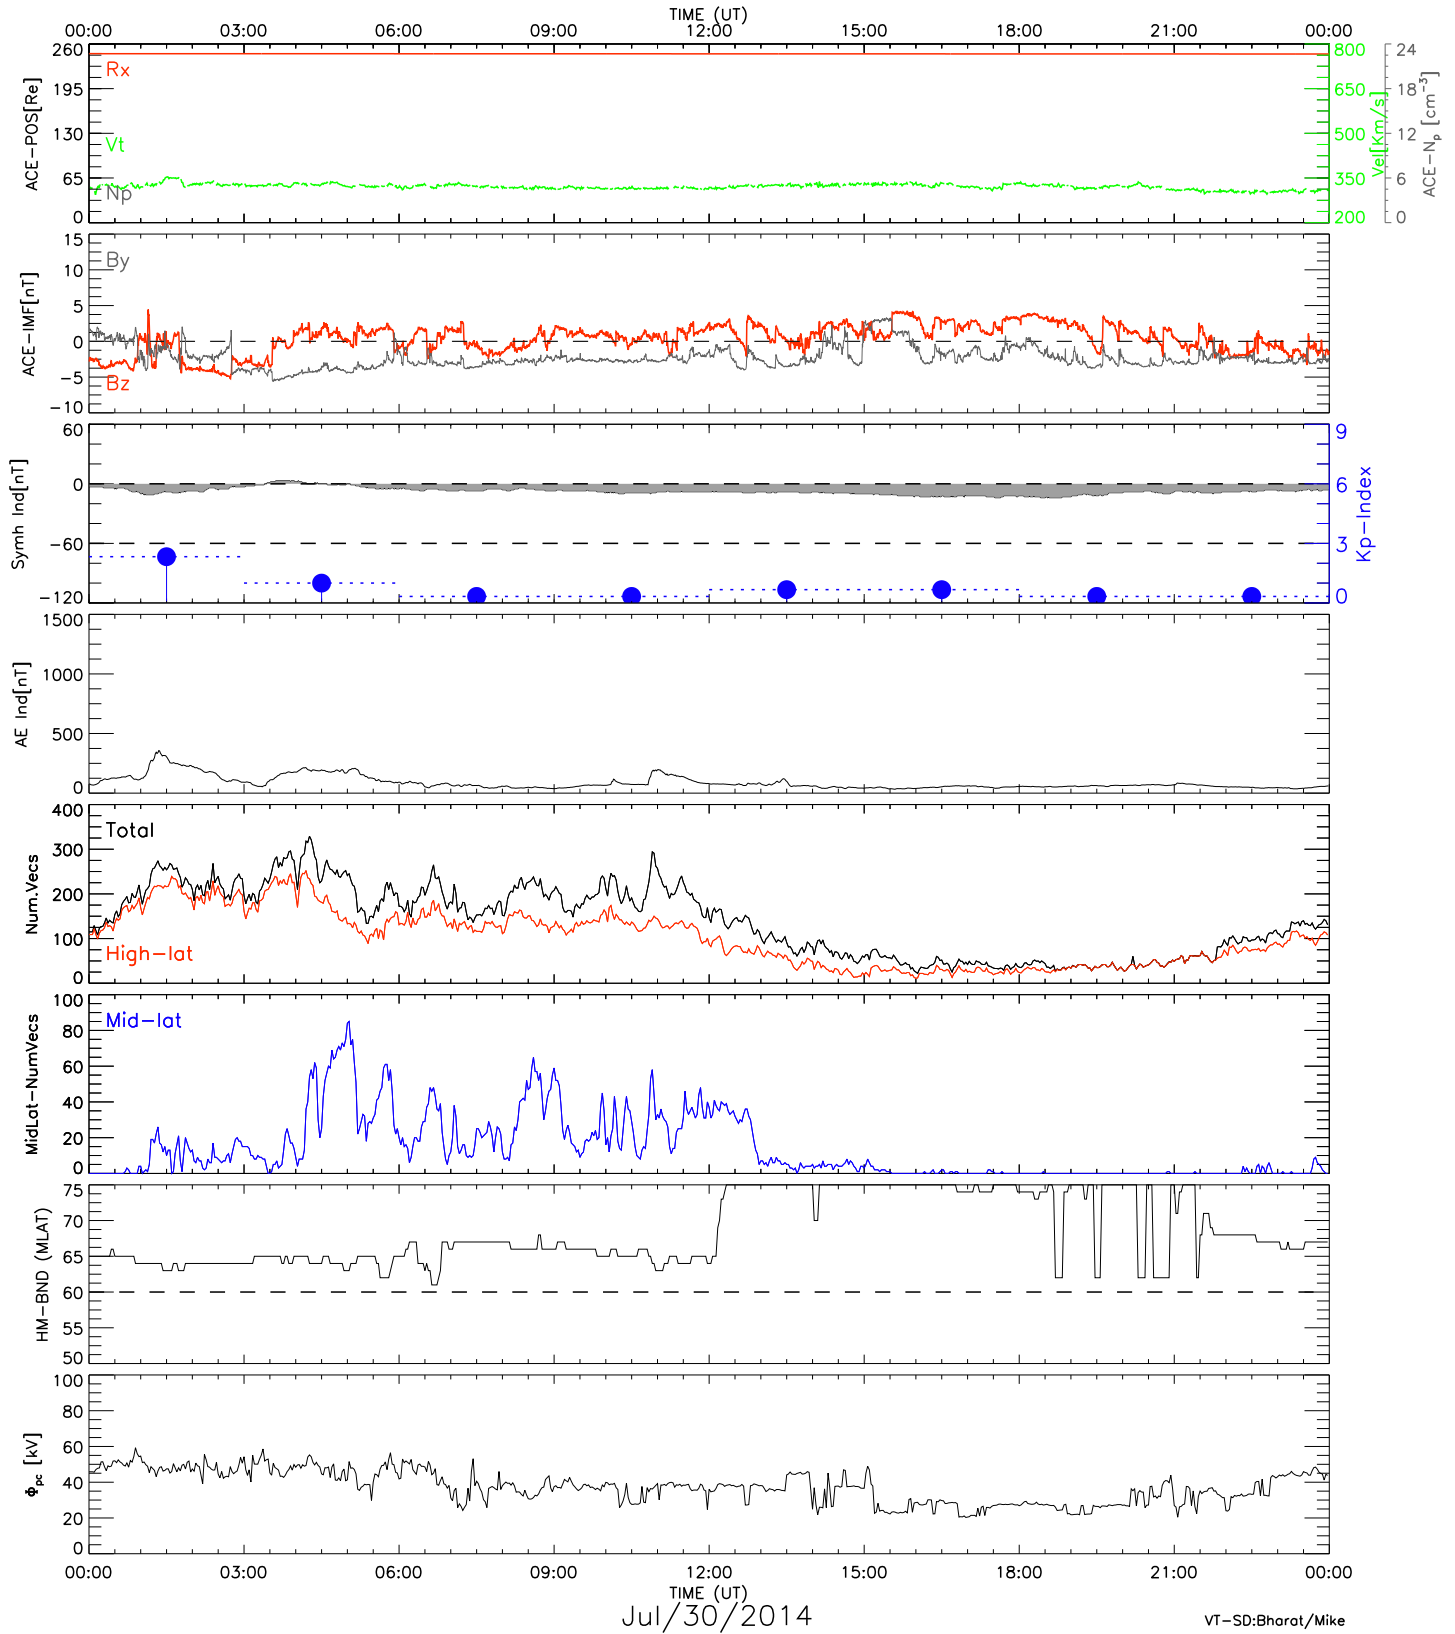 TIME (UT)
00:00 03:00 06:00 09:00 12:00 15:00 18:00 21:00 00:00
ACE-POS[Re]
260
195
130
65
0
Rx
Vt
Np
800
650
500
350
200
Vel[Km/s]
24
18
12
6
0
ACE-Np [cm-3]
ACE-IMF[nT]
15
10
5
0
-5
-10
By
Bz
Symh Ind[nT]
60
0
-60
-120
9
6
3
0
Kp-Index
AE Ind[nT]
1500
1000
500
0
Num.Vecs
400
300
200
100
0
Total
High-lat
MidLat-NumVecs
100
80
60
40
20
0
Mid-lat
HM-BND (MLAT)
75
70
65
60
55
50
Φpc [kV]
100
80
60
40
20
0
00:00 03:00 06:00 09:00 12:00 15:00 18:00 21:00 00:00
TIME (UT)
Jul/30/2014
VT-SD:Bharat/Mike